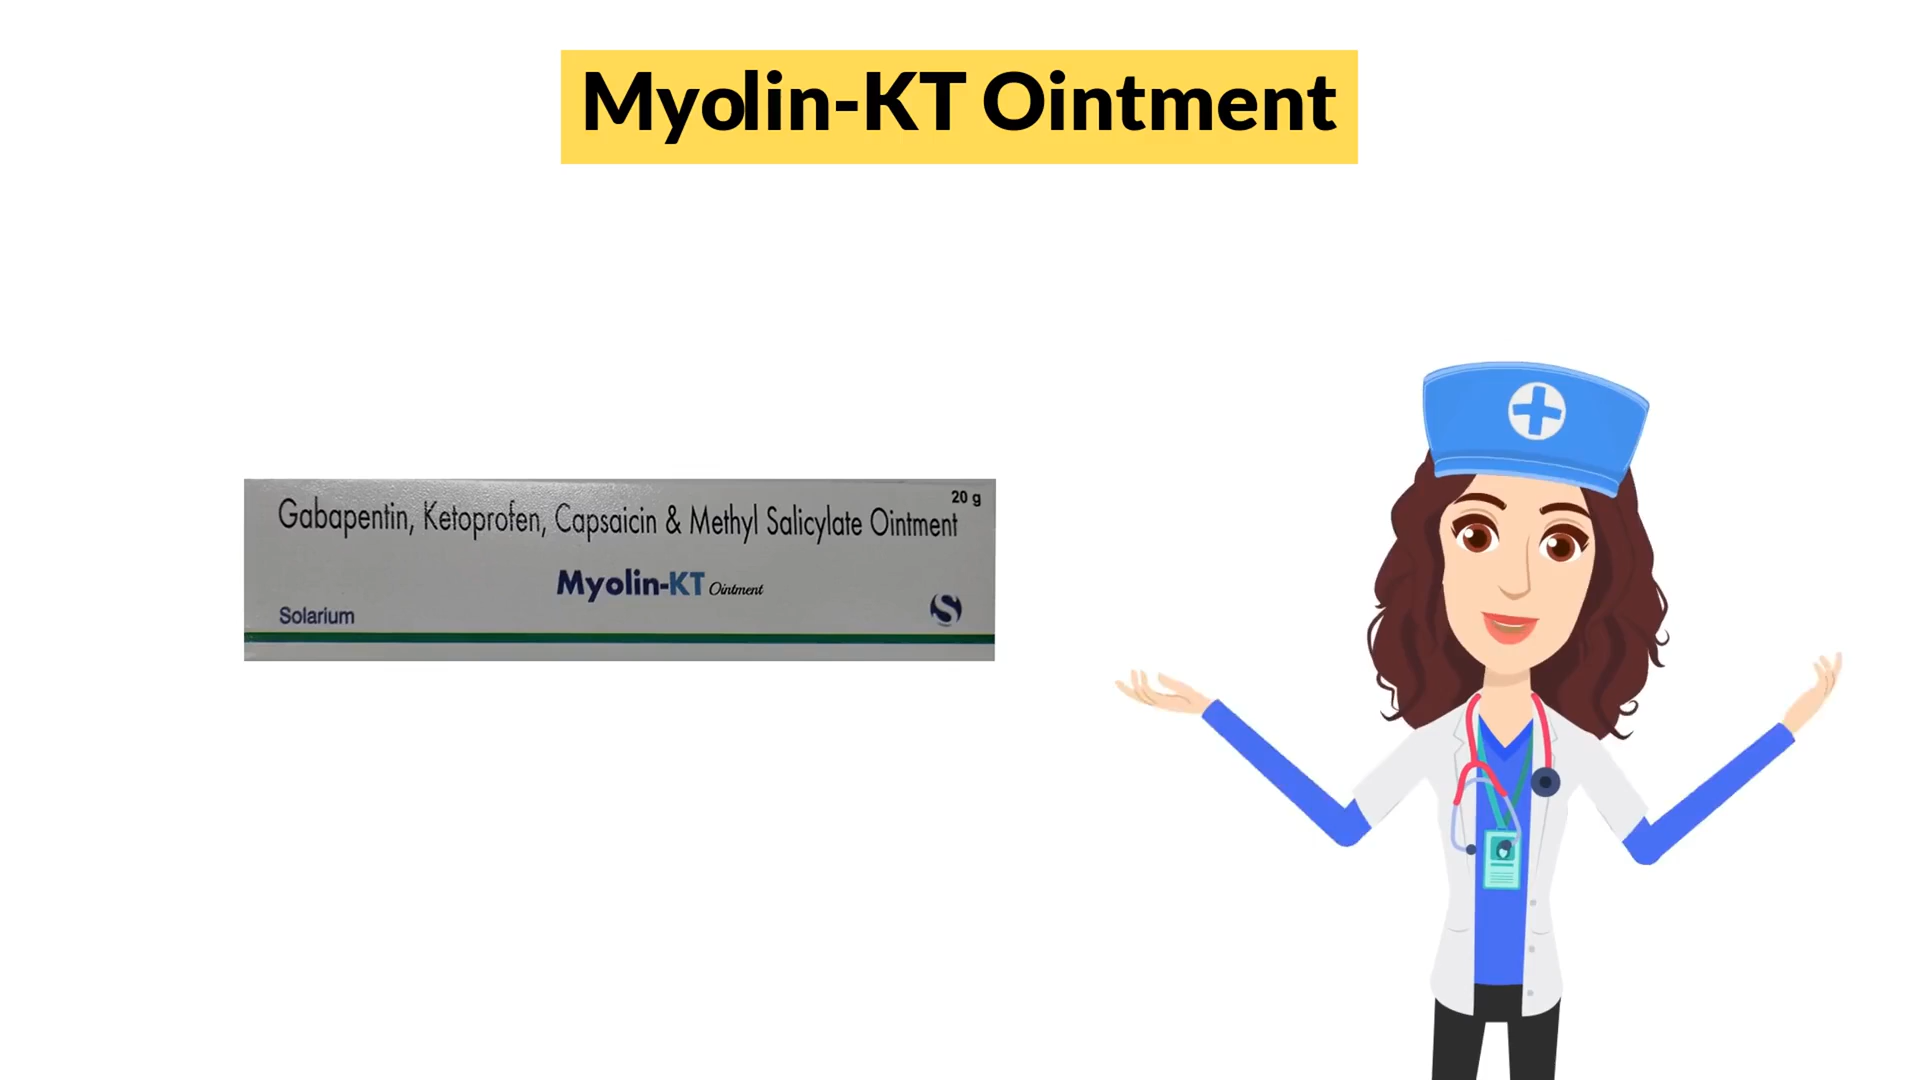 Myolin-KT Ointment
20 g
Gabapentin, Ketoprofen, Capsaicin & Methyl Salicylate Ointment
Myolin-KT Ointment
Solarium